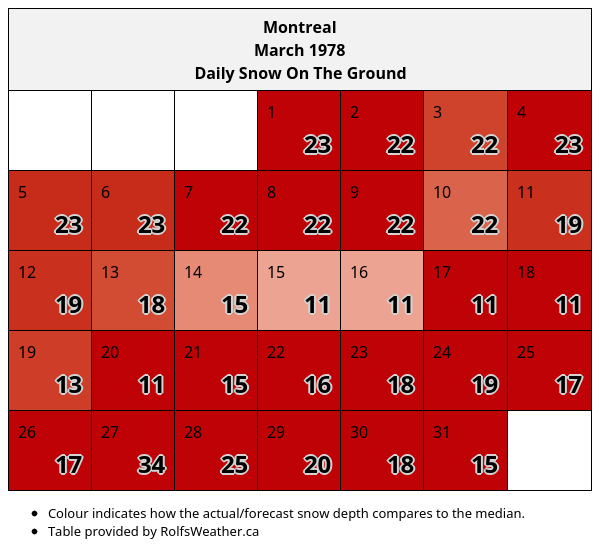 Montreal
March 1978
Daily Snow On The Ground
1 2 3 4
23 22 22 23
5 6 7 8 9 10 11
23 23 22 22 22 22 19
12 13 14 15 16 17 18
19 18 15 11 11 11 11
19 20 21 22 23 24 25
13 11 15 16 18 19 17
26 27 28 29 30 31
17 34 25 20 18 15
• Colour indicates how the actual/forecast snow depth compares to the median.
• Table provided by RolfsWeather.ca